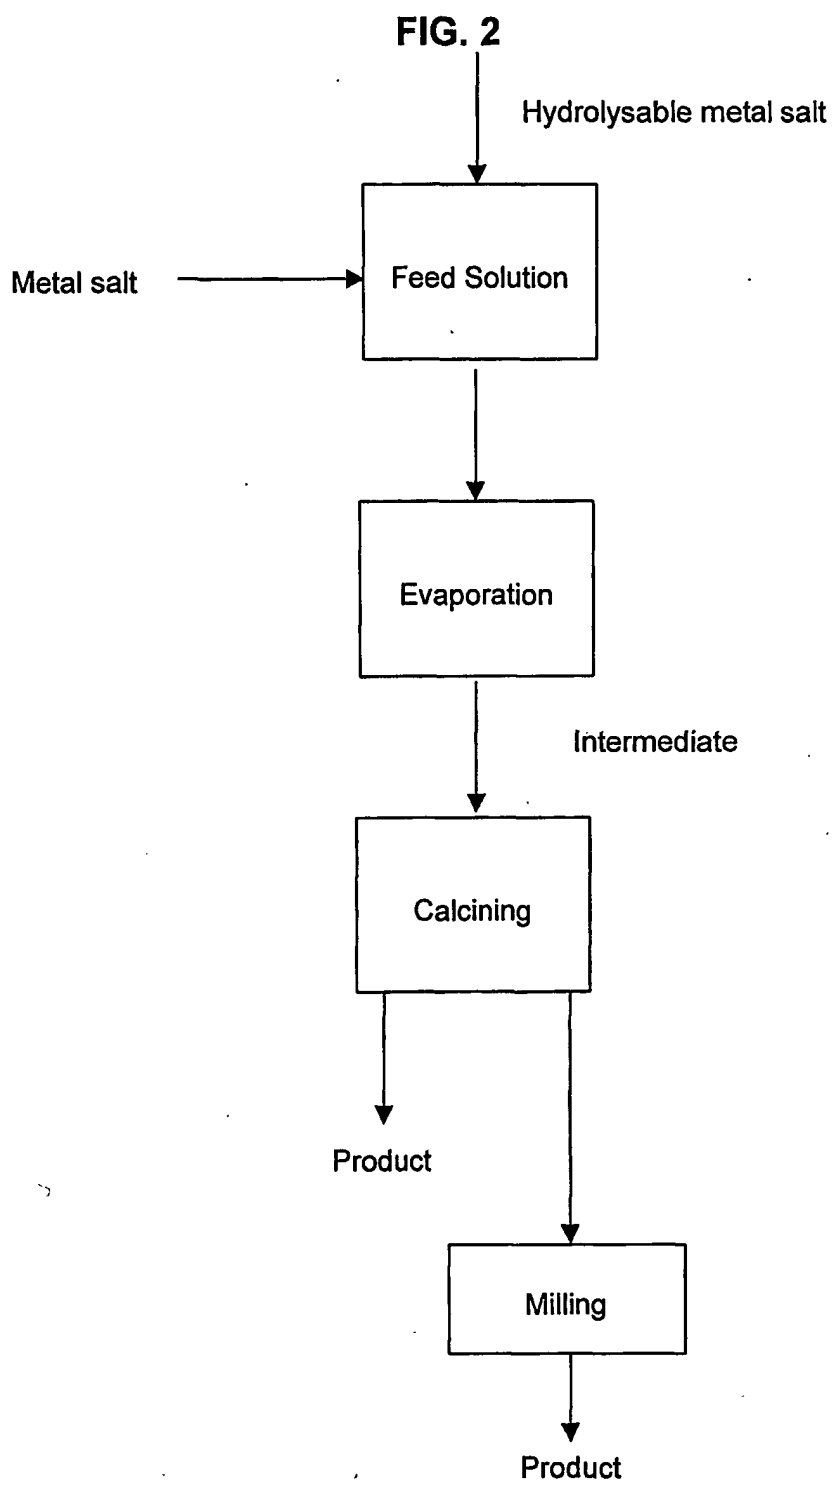 FIG. 2
Hydrolysable metal salt
Metal salt
Feed Solution
Evaporation
Intermediate
Calcining
Product
Milling
Product